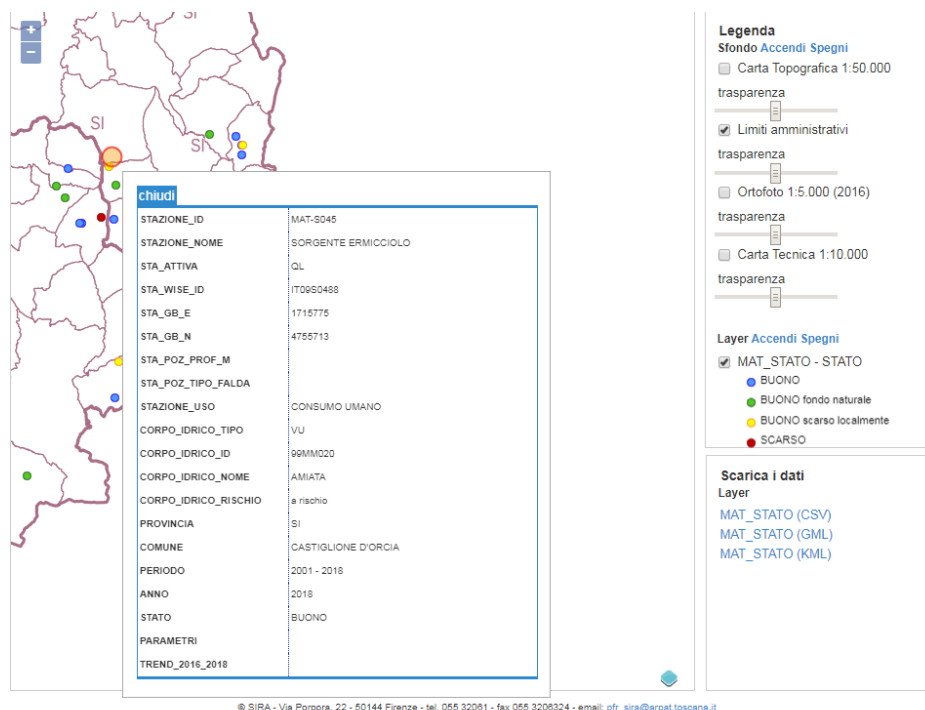 SI
+
−
SI
SI
chiudi
STAZIONE_ID MAT-S045
STAZIONE_NOME SORGENTE ERMICCIOLO
STA_ATTIVA QL
STA_WISE_ID IT09S0488
STA_GB_E 1715775
STA_GB_N 4755713
STA_POZ_PROF_M
STA_POZ_TIPO_FALDA
STAZIONE_USO CONSUMO UMANO
CORPO_IDRICO_TIPO VU
CORPO_IDRICO_ID 99MM020
CORPO_IDRICO_NOME AMIATA
CORPO_IDRICO_RISCHIO a rischio
PROVINCIA SI
COMUNE CASTIGLIONE D'ORCIA
PERIODO 2001 - 2018
ANNO 2018
STATO BUONO
PARAMETRI
TREND_2016_2018
Legenda
Sfondo Accendi Spegni
Carta Topografica 1:50.000
trasparenza
Limiti amministrativi
trasparenza
Ortofoto 1:5.000 (2016)
trasparenza
Carta Tecnica 1:10.000
trasparenza
Layer Accendi Spegni
MAT_STATO - STATO
BUONO
BUONO fondo naturale
BUONO scarso localmente
SCARSO
Scarica i dati
Layer
MAT_STATO (CSV)
MAT_STATO (GML)
MAT_STATO (KML)
© SIRA - Via Porpora, 22 - 50144 Firenze - tel. 055 32061 - fax 055 3206324 - email: pfr_sira@arpat.toscana.it